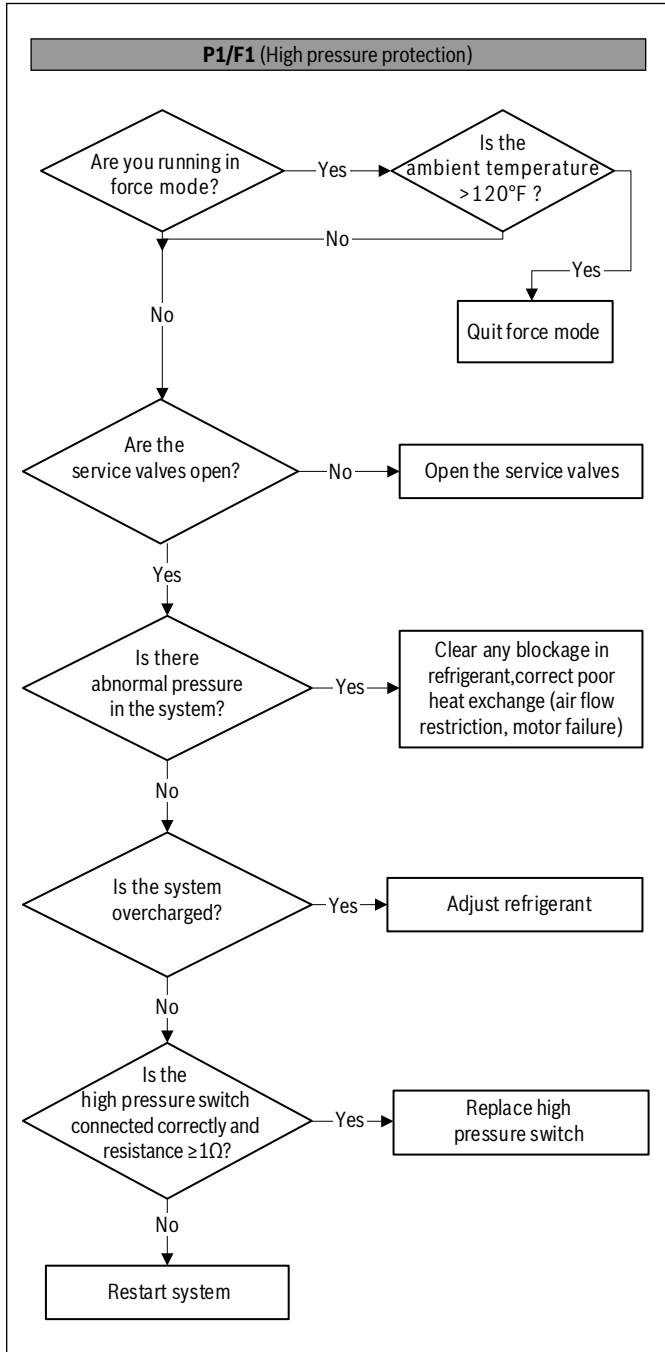 P1/F1 (High pressure protection)
Are you running in
force mode?
Yes
Is the
ambient temperature
>120°F ?
No
Yes
Quit force mode
No
Are the
service valves open?
No
Open the service valves
Yes
Is there
abnormal pressure
in the system?
Yes
Clear any blockage in
refrigerant,correct poor
heat exchange (air flow
restriction, motor failure)
No
Is the system
overcharged?
Yes
Adjust refrigerant
No
Is the
high pressure switch
connected correctly and
resistance ≥1Ω?
Yes
Replace high
pressure switch
No
Restart system